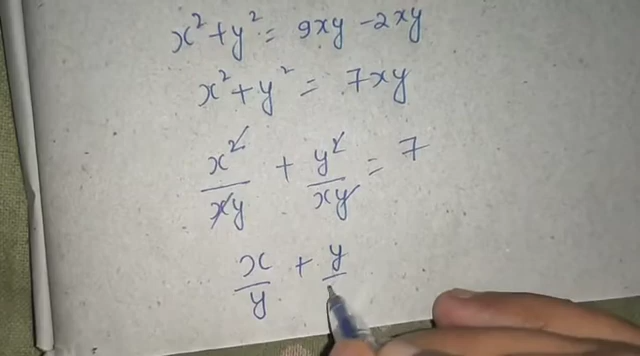 x² + y² = 9xy - 2xy
x² + y² = 7xy
x²/xy + y²/xy = 7
x/y + y/